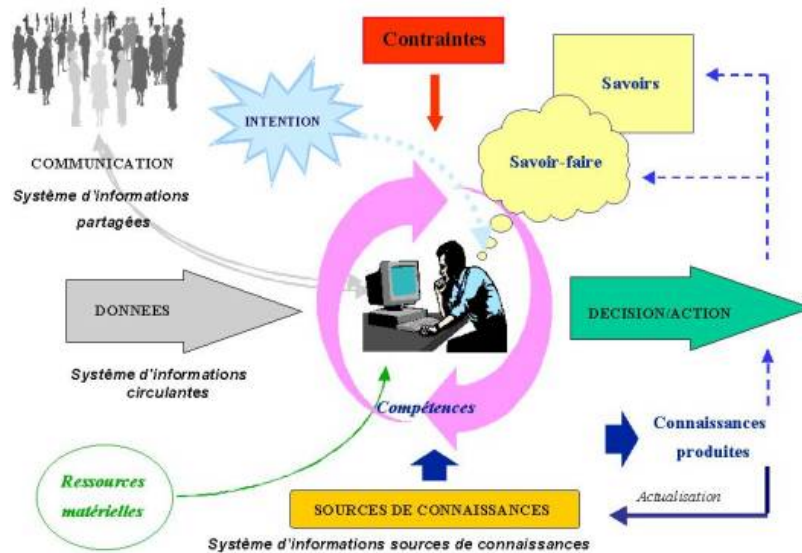 Contraintes
Savoirs
INTENTION
Savoir-faire
COMMUNICATION
Système d'informations
partagées
DONNEES
DECISION/ACTION
Système d'informations
circulantes
Compétences
Connaissances
produites
Ressources
matérielles
Actualisation
SOURCES DE CONNAISSANCES
Système d'informations sources de connaissances